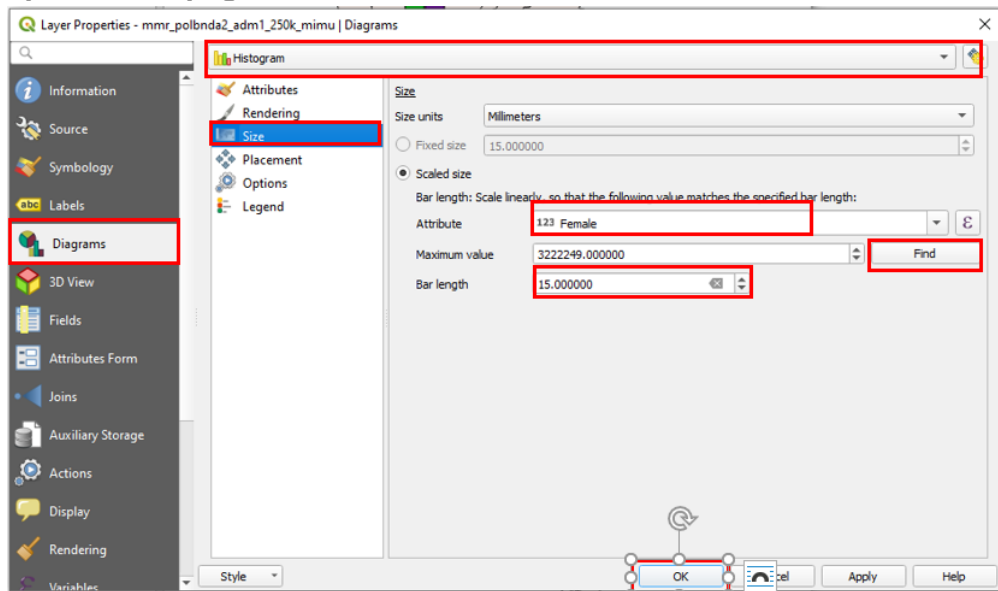 Layer Properties - mmr_polbnda2_adm1_250k_mimu | Diagrams
Histogram
Information
Source
Symbology
abc Labels
Diagrams
3D View
Fields
Attributes Form
Joins
Auxiliary Storage
Actions
Display
Rendering
Variables
Attributes
Rendering
Size
Placement
Options
Legend
Size
Size units Millimeters
Fixed size 15.000000
Scaled size
Bar length: Scale linearly, so that the following value matches the specified bar length:
Attribute 123 Female ε
Maximum value 3222249.000000 Find
Bar length 15.000000
Style OK cel Apply Help